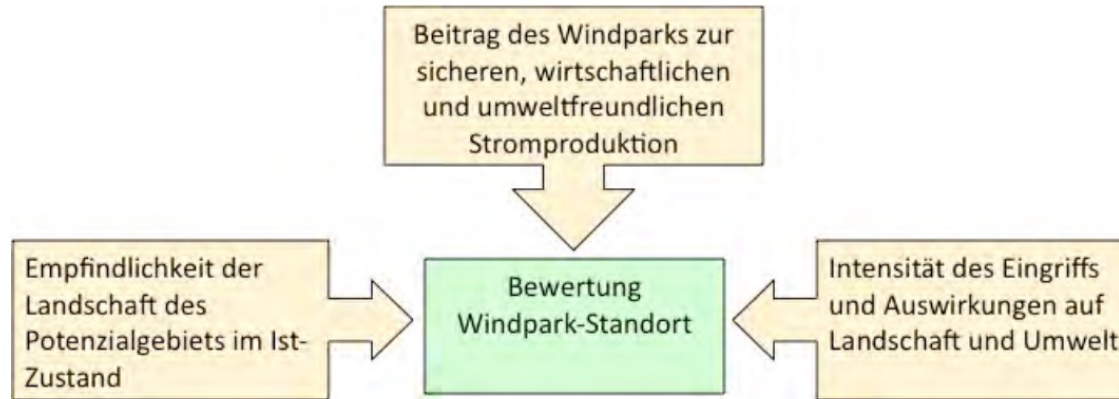 Beitrag des Windparks zur
sicheren, wirtschaftlichen
und umweltfreundlichen
Stromproduktion
Empfindlichkeit der
Landschaft des
Potenzialgebiets im Ist-
Zustand
Bewertung
Windpark-Standort
Intensität des Eingriffs
und Auswirkungen auf
Landschaft und Umwelt